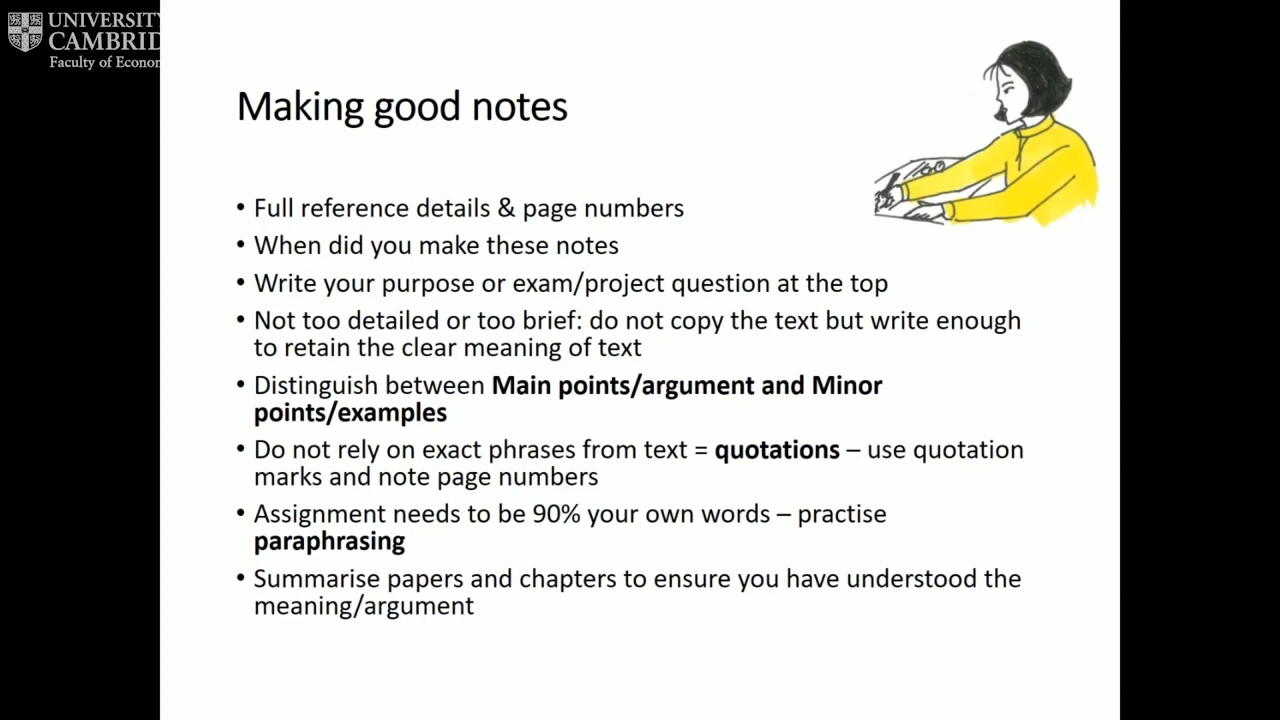 UNIVERSITY
CAMBRID
Faculty of Econo
Making good notes
• Full reference details & page numbers
• When did you make these notes
• Write your purpose or exam/project question at the top
• Not too detailed or too brief: do not copy the text but write enough
to retain the clear meaning of text
• Distinguish between Main points/argument and Minor
points/examples
• Do not rely on exact phrases from text = quotations – use quotation
marks and note page numbers
• Assignment needs to be 90% your own words – practise
paraphrasing
• Summarise papers and chapters to ensure you have understood the
meaning/argument